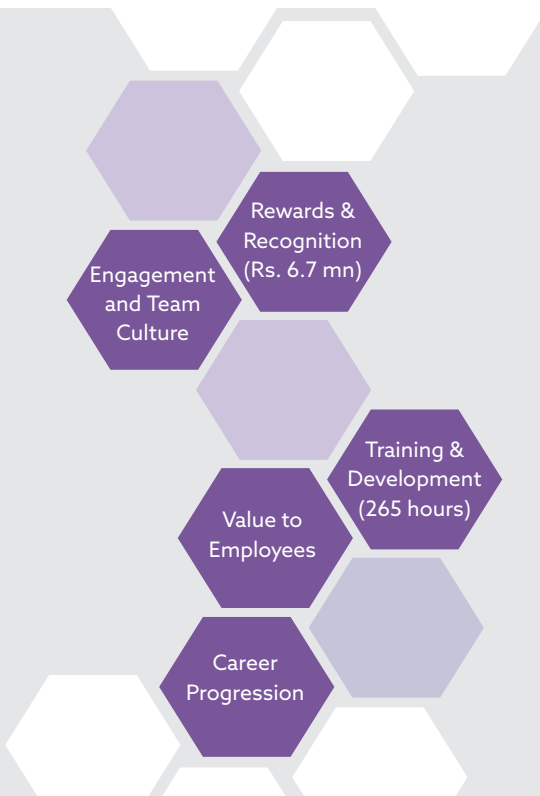 Rewards &
Recognition
(Rs. 6.7 mn)
Engagement
and Team
Culture
Training &
Development
(265 hours)
Value to
Employees
Career
Progression